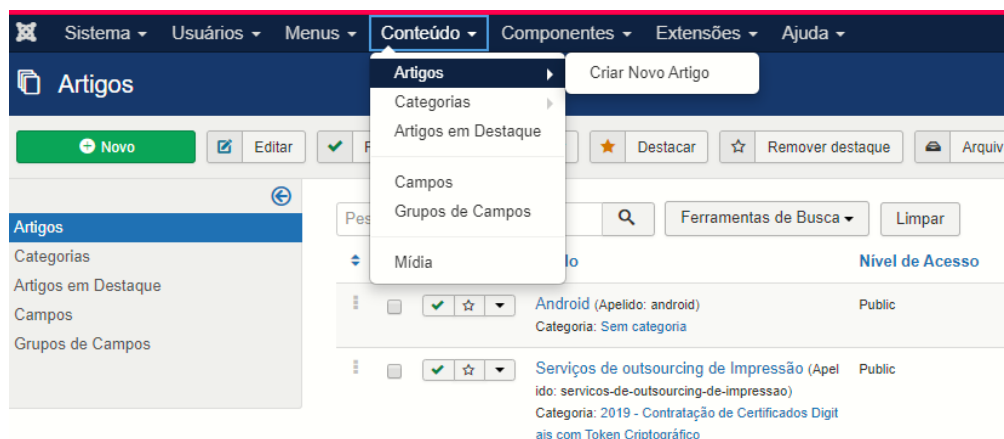 Sistema Usuários Menus Conteúdo Componentes Extensões Ajuda
Artigos
Artigos
Criar Novo Artigo
Categorias
Artigos em Destaque
Campos
Grupos de Campos
Mídia
Novo Editar Destacar Remover destaque Arquiv
Artigos
Categorias
Artigos em Destaque
Campos
Grupos de Campos
Pes Ferramentas de Busca Limpar
Nível de Acesso
Android (Apelido: android) Public
Categoria: Sem categoria
Serviços de outsourcing de Impressão (Apel Public
ido: servicos-de-outsourcing-de-impressao)
Categoria: 2019 - Contratação de Certificados Digit
ais com Token Criptográfico